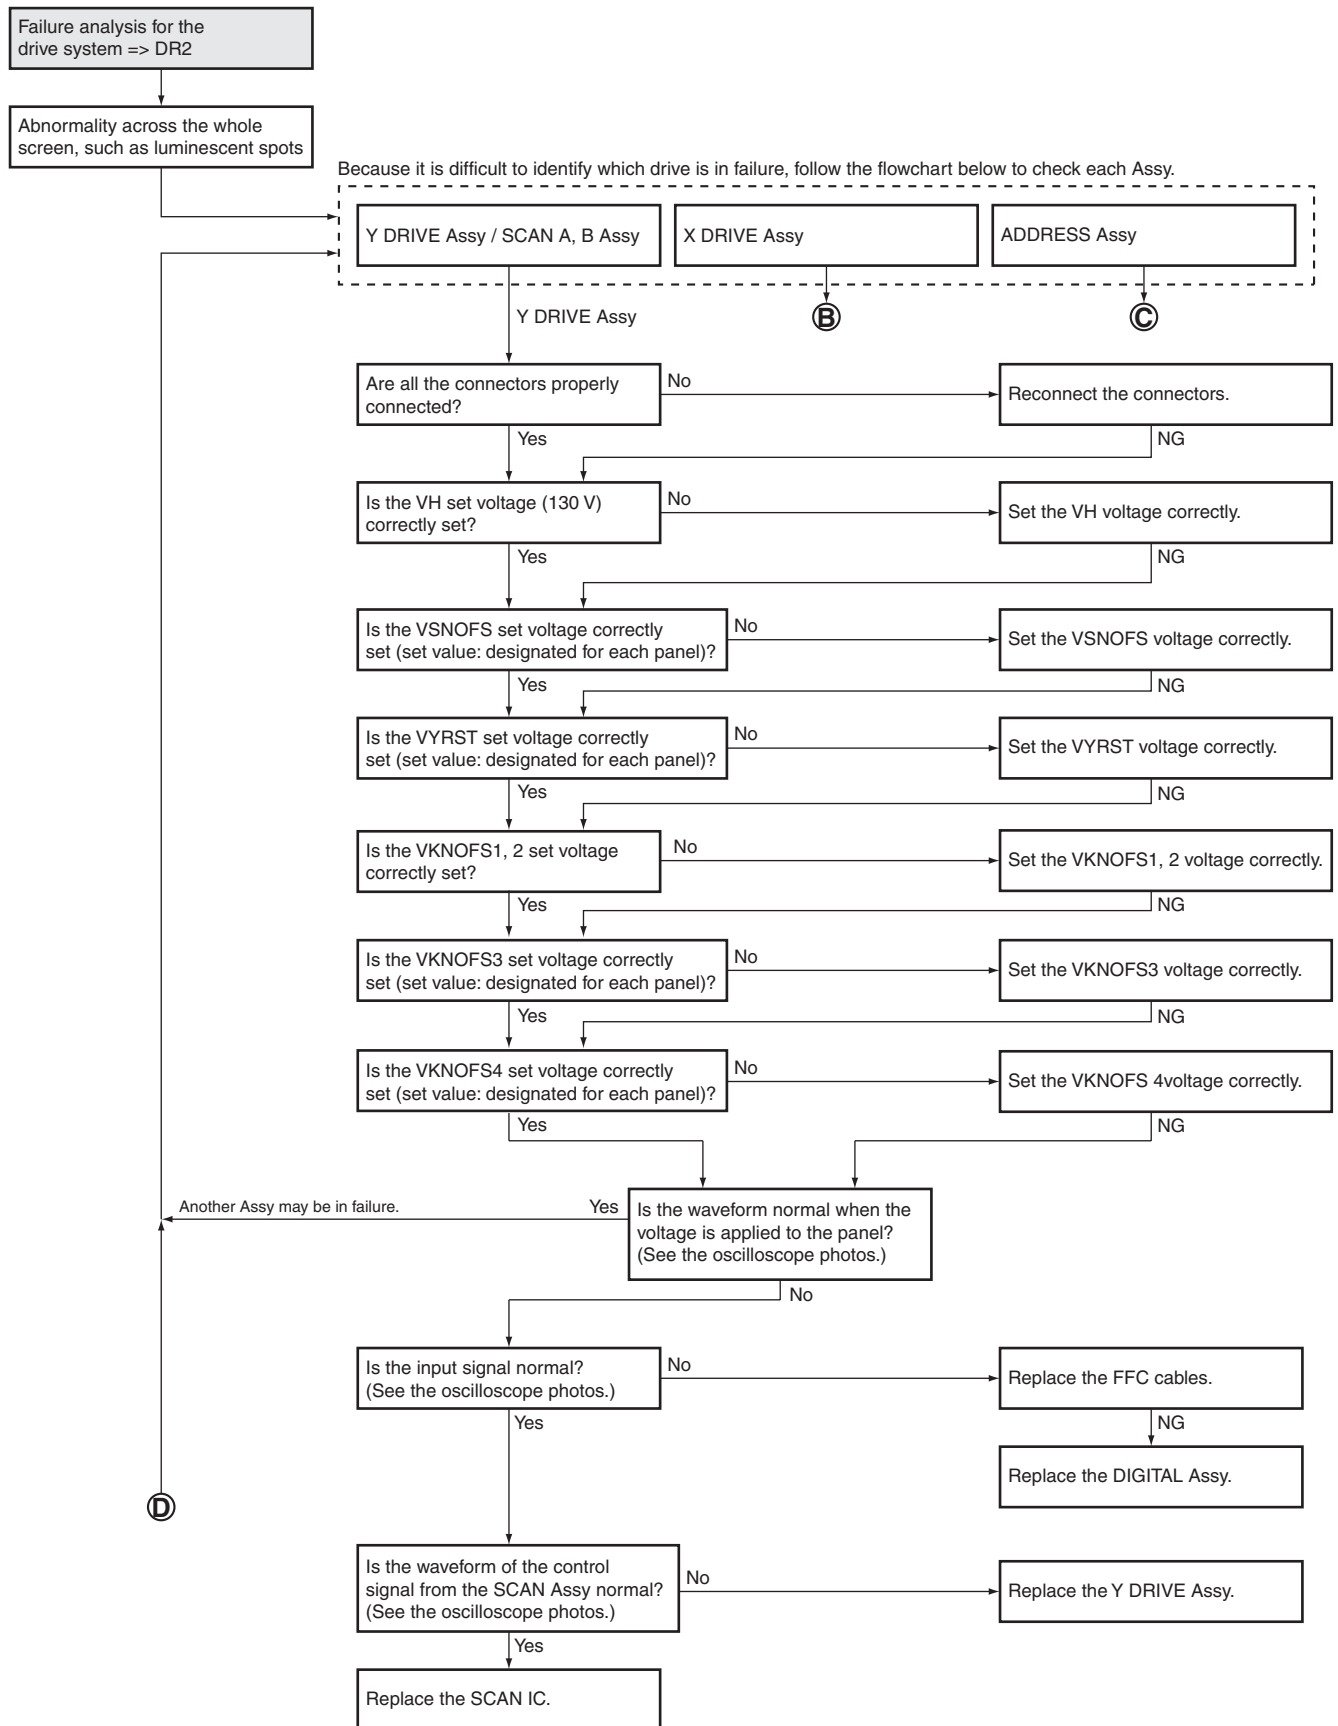 Failure analysis for the
drive system => DR2
Abnormality across the whole
screen, such as luminescent spots
Because it is difficult to identify which drive is in failure, follow the flowchart below to check each Assy.
Y DRIVE Assy / SCAN A, B Assy
X DRIVE Assy
ADDRESS Assy
Y DRIVE Assy
B
C
Are all the connectors properly
connected?
No
Reconnect the connectors.
Yes
NG
Is the VH set voltage (130 V)
correctly set?
No
Set the VH voltage correctly.
Yes
NG
Is the VSNOFS set voltage correctly
set (set value: designated for each panel)?
No
Set the VSNOFS voltage correctly.
Yes
NG
Is the VYRST set voltage correctly
set (set value: designated for each panel)?
No
Set the VYRST voltage correctly.
Yes
NG
Is the VKNOFS1, 2 set voltage
correctly set?
No
Set the VKNOFS1, 2 voltage correctly.
Yes
NG
Is the VKNOFS3 set voltage correctly
set (set value: designated for each panel)?
No
Set the VKNOFS3 voltage correctly.
Yes
NG
Is the VKNOFS4 set voltage correctly
set (set value: designated for each panel)?
No
Set the VKNOFS 4voltage correctly.
Yes
NG
Another Assy may be in failure.
Yes
Is the waveform normal when the
voltage is applied to the panel?
(See the oscilloscope photos.)
No
Is the input signal normal?
(See the oscilloscope photos.)
No
Replace the FFC cables.
Yes
NG
Replace the DIGITAL Assy.
D
Is the waveform of the control
signal from the SCAN Assy normal?
(See the oscilloscope photos.)
No
Replace the Y DRIVE Assy.
Yes
Replace the SCAN IC.